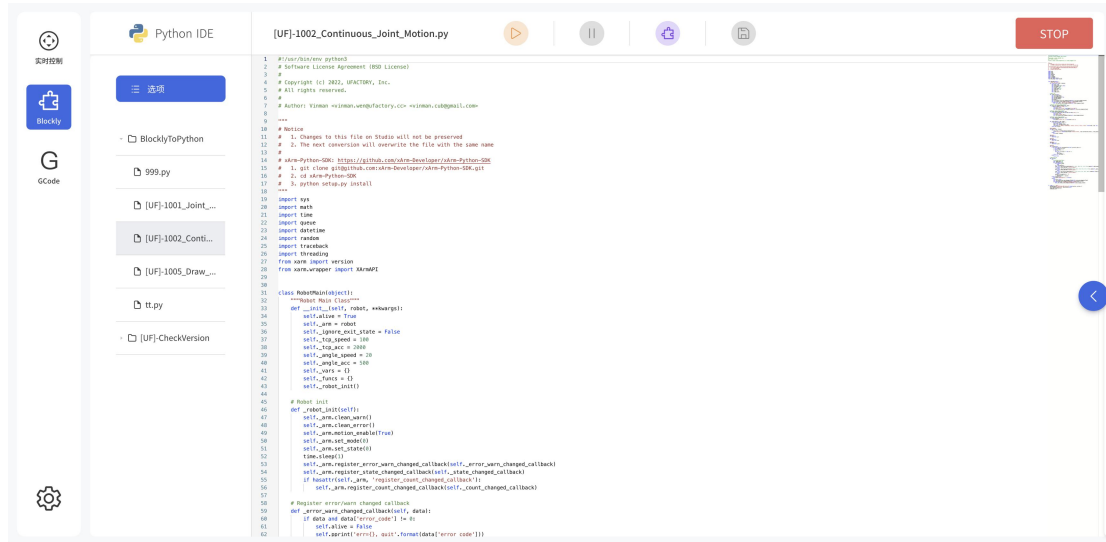 实时控制
Blockly
G
GCode
Python IDE
选项
BlocklyToPython
999.py
[UF]-1001_Joint_...
[UF]-1002_Conti...
[UF]-1005_Draw_...
tt.py
[UF]-CheckVersion
[UF]-1002_Continuous_Joint_Motion.py
STOP
1 #!/usr/bin/env python3
2 # Software License Agreement (BSD License)
3 #
4 # Copyright (c) 2022, UFACTORY, Inc.
5 # All rights reserved.
6 #
7 # Author: Vinman <vinman.wen@ufactory.cc> <vinman.cub@gmail.com>
8
9 """
10 # Notice
11 #   1. Changes to this file on Studio will not be preserved
12 #   2. The next conversion will overwrite the file with the same name
13 #
14 # xArm-Python-SDK: https://github.com/xArm-Developer/xArm-Python-SDK
15 #   1. git clone git@github.com:xArm-Developer/xArm-Python-SDK.git
16 #   2. cd xArm-Python-SDK
17 #   3. python setup.py install
18 """
19 import sys
20 import math
21 import time
22 import queue
23 import datetime
24 import random
25 import traceback
26 import threading
27 from xarm import version
28 from xarm.wrapper import XArmAPI
29
30
31 class RobotMain(object):
32     """Robot Main Class"""
33     def __init__(self, robot, **kwargs):
34         self.alive = True
35         self._arm = robot
36         self._ignore_exit_state = False
37         self._tcp_speed = 100
38         self._tcp_acc = 2000
39         self._angle_speed = 20
40         self._angle_acc = 500
41         self._vars = {}
42         self._funcs = {}
43         self._robot_init()
44
45     # Robot init
46     def _robot_init(self):
47         self._arm.clean_warn()
48         self._arm.clean_error()
49         self._arm.motion_enable(True)
50         self._arm.set_mode(0)
51         self._arm.set_state(0)
52         time.sleep(1)
53         self._arm.register_error_warn_changed_callback(self._error_warn_changed_callback)
54         self._arm.register_state_changed_callback(self._state_changed_callback)
55         if hasattr(self._arm, 'register_count_changed_callback'):
56             self._arm.register_count_changed_callback(self._count_changed_callback)
57
58     # Register error/warn changed callback
59     def _error_warn_changed_callback(self, data):
60         if data and data['error_code'] != 0:
61             self.alive = False
62             self.pprint('err={}, quit'.format(data['error_code']))